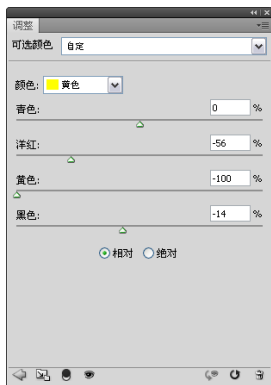 调整
可选颜色 自定
颜色: 黄色
青色: 0 %
洋红: -56 %
黄色: -100 %
黑色: -14 %
相对 绝对